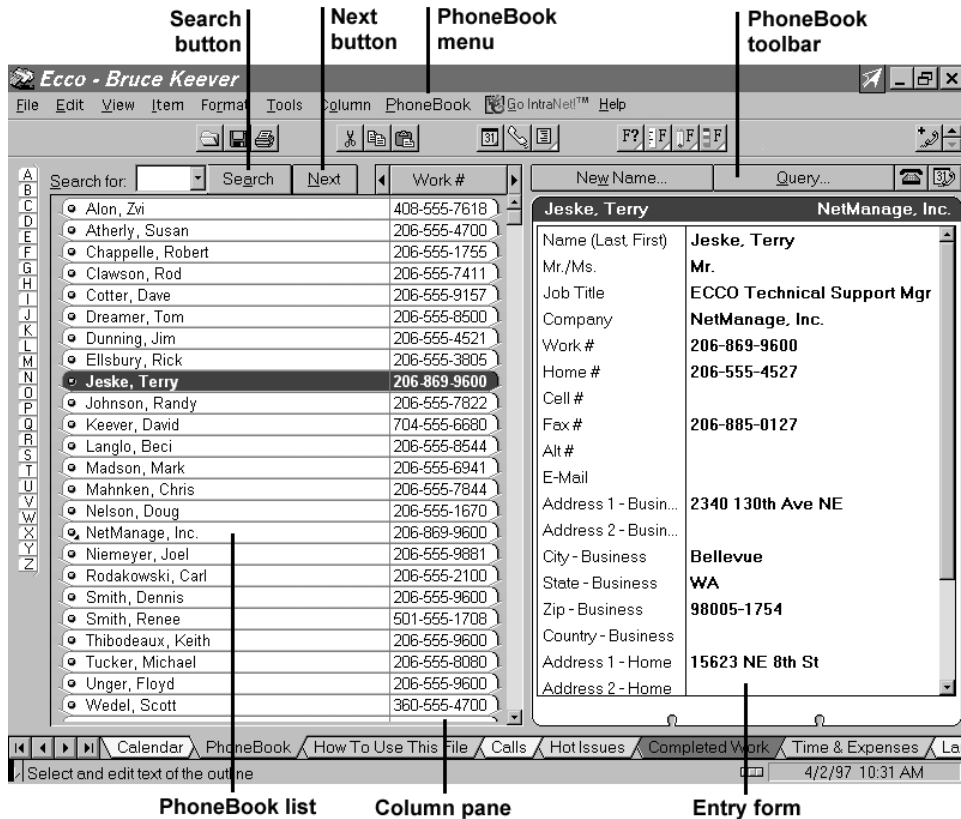 Search button
Next button
PhoneBook menu
PhoneBook toolbar
Ecco - Bruce Keever
File Edit View Item Format Tools Column PhoneBook Go IntraNet!™ Help
31 F? F F F
Search for: Search Next Work # New Name... Query... 31
A
B
C
D
E
F
G
H
I
J
K
L
M
N
O
P
Q
R
S
T
U
V
W
X
Y
Z
Alon, Zvi 408-555-7618
Atherly, Susan 206-555-4700
Chappelle, Robert 206-555-1755
Clawson, Rod 206-555-7411
Cotter, Dave 206-555-9157
Dreamer, Tom 206-555-8500
Dunning, Jim 206-555-4521
Ellsbury, Rick 206-555-3805
Jeske, Terry 206-869-9600
Johnson, Randy 206-555-7822
Keever, David 704-555-6680
Langlo, Beci 206-555-8544
Madson, Mark 206-555-6941
Mahnken, Chris 206-555-7844
Nelson, Doug 206-555-1670
NetManage, Inc. 206-869-9600
Niemeyer, Joel 206-555-9881
Rodakowski, Carl 206-555-2100
Smith, Dennis 206-555-9600
Smith, Renee 501-555-1708
Thibodeaux, Keith 206-555-9600
Tucker, Michael 206-555-8080
Unger, Floyd 206-555-9600
Wedel, Scott 360-555-4700
Jeske, Terry NetManage, Inc.
Name (Last, First) Jeske, Terry
Mr./Ms. Mr.
Job Title ECCO Technical Support Mgr
Company NetManage, Inc.
Work # 206-869-9600
Home # 206-555-4527
Cell #
Fax # 206-885-0127
Alt #
E-Mail
Address 1 - Busin... 2340 130th Ave NE
Address 2 - Busin...
City - Business Bellevue
State - Business WA
Zip - Business 98005-1754
Country - Business
Address 1 - Home 15623 NE 8th St
Address 2 - Home
Calendar PhoneBook How To Use This File Calls Hot Issues Completed Work Time & Expenses La
Select and edit text of the outline 4/2/97 10:31 AM
PhoneBook list
Column pane
Entry form